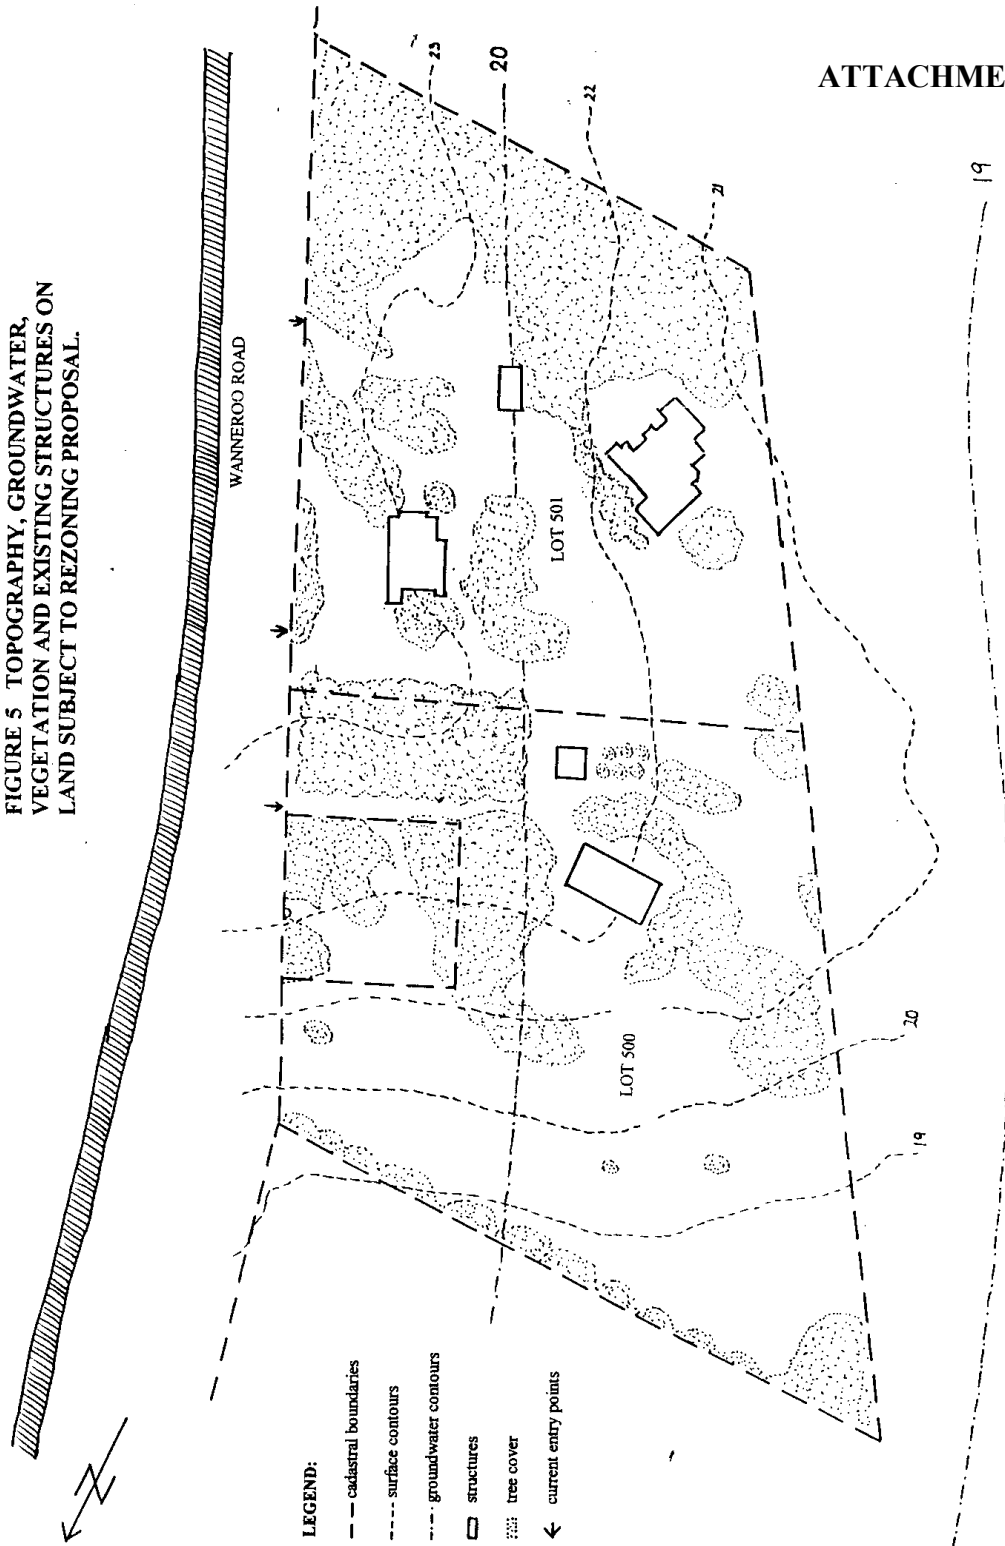 ATTACHME
FIGURE 5 TOPOGRAPHY, GROUNDWATER,
VEGETATION AND EXISTING STRUCTURES ON
LAND SUBJECT TO REZONING PROPOSAL.
WANNEROO ROAD
23
20
22
21
19
LOT 501
LOT 500
20
19
N
LEGEND:
cadastral boundaries
surface contours
groundwater contours
structures
tree cover
current entry points